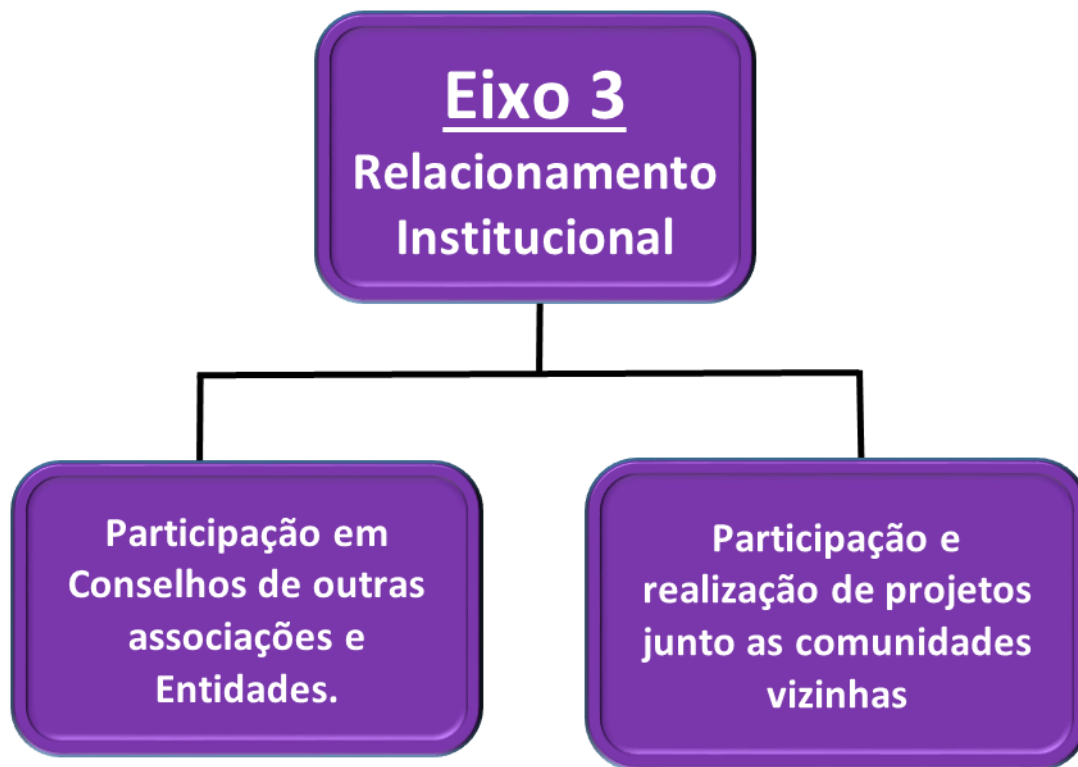 Eixo 3
Relacionamento
Institucional
Participação em
Conselhos de outras
associações e
Entidades.
Participação e
realização de projetos
junto as comunidades
vizinhas